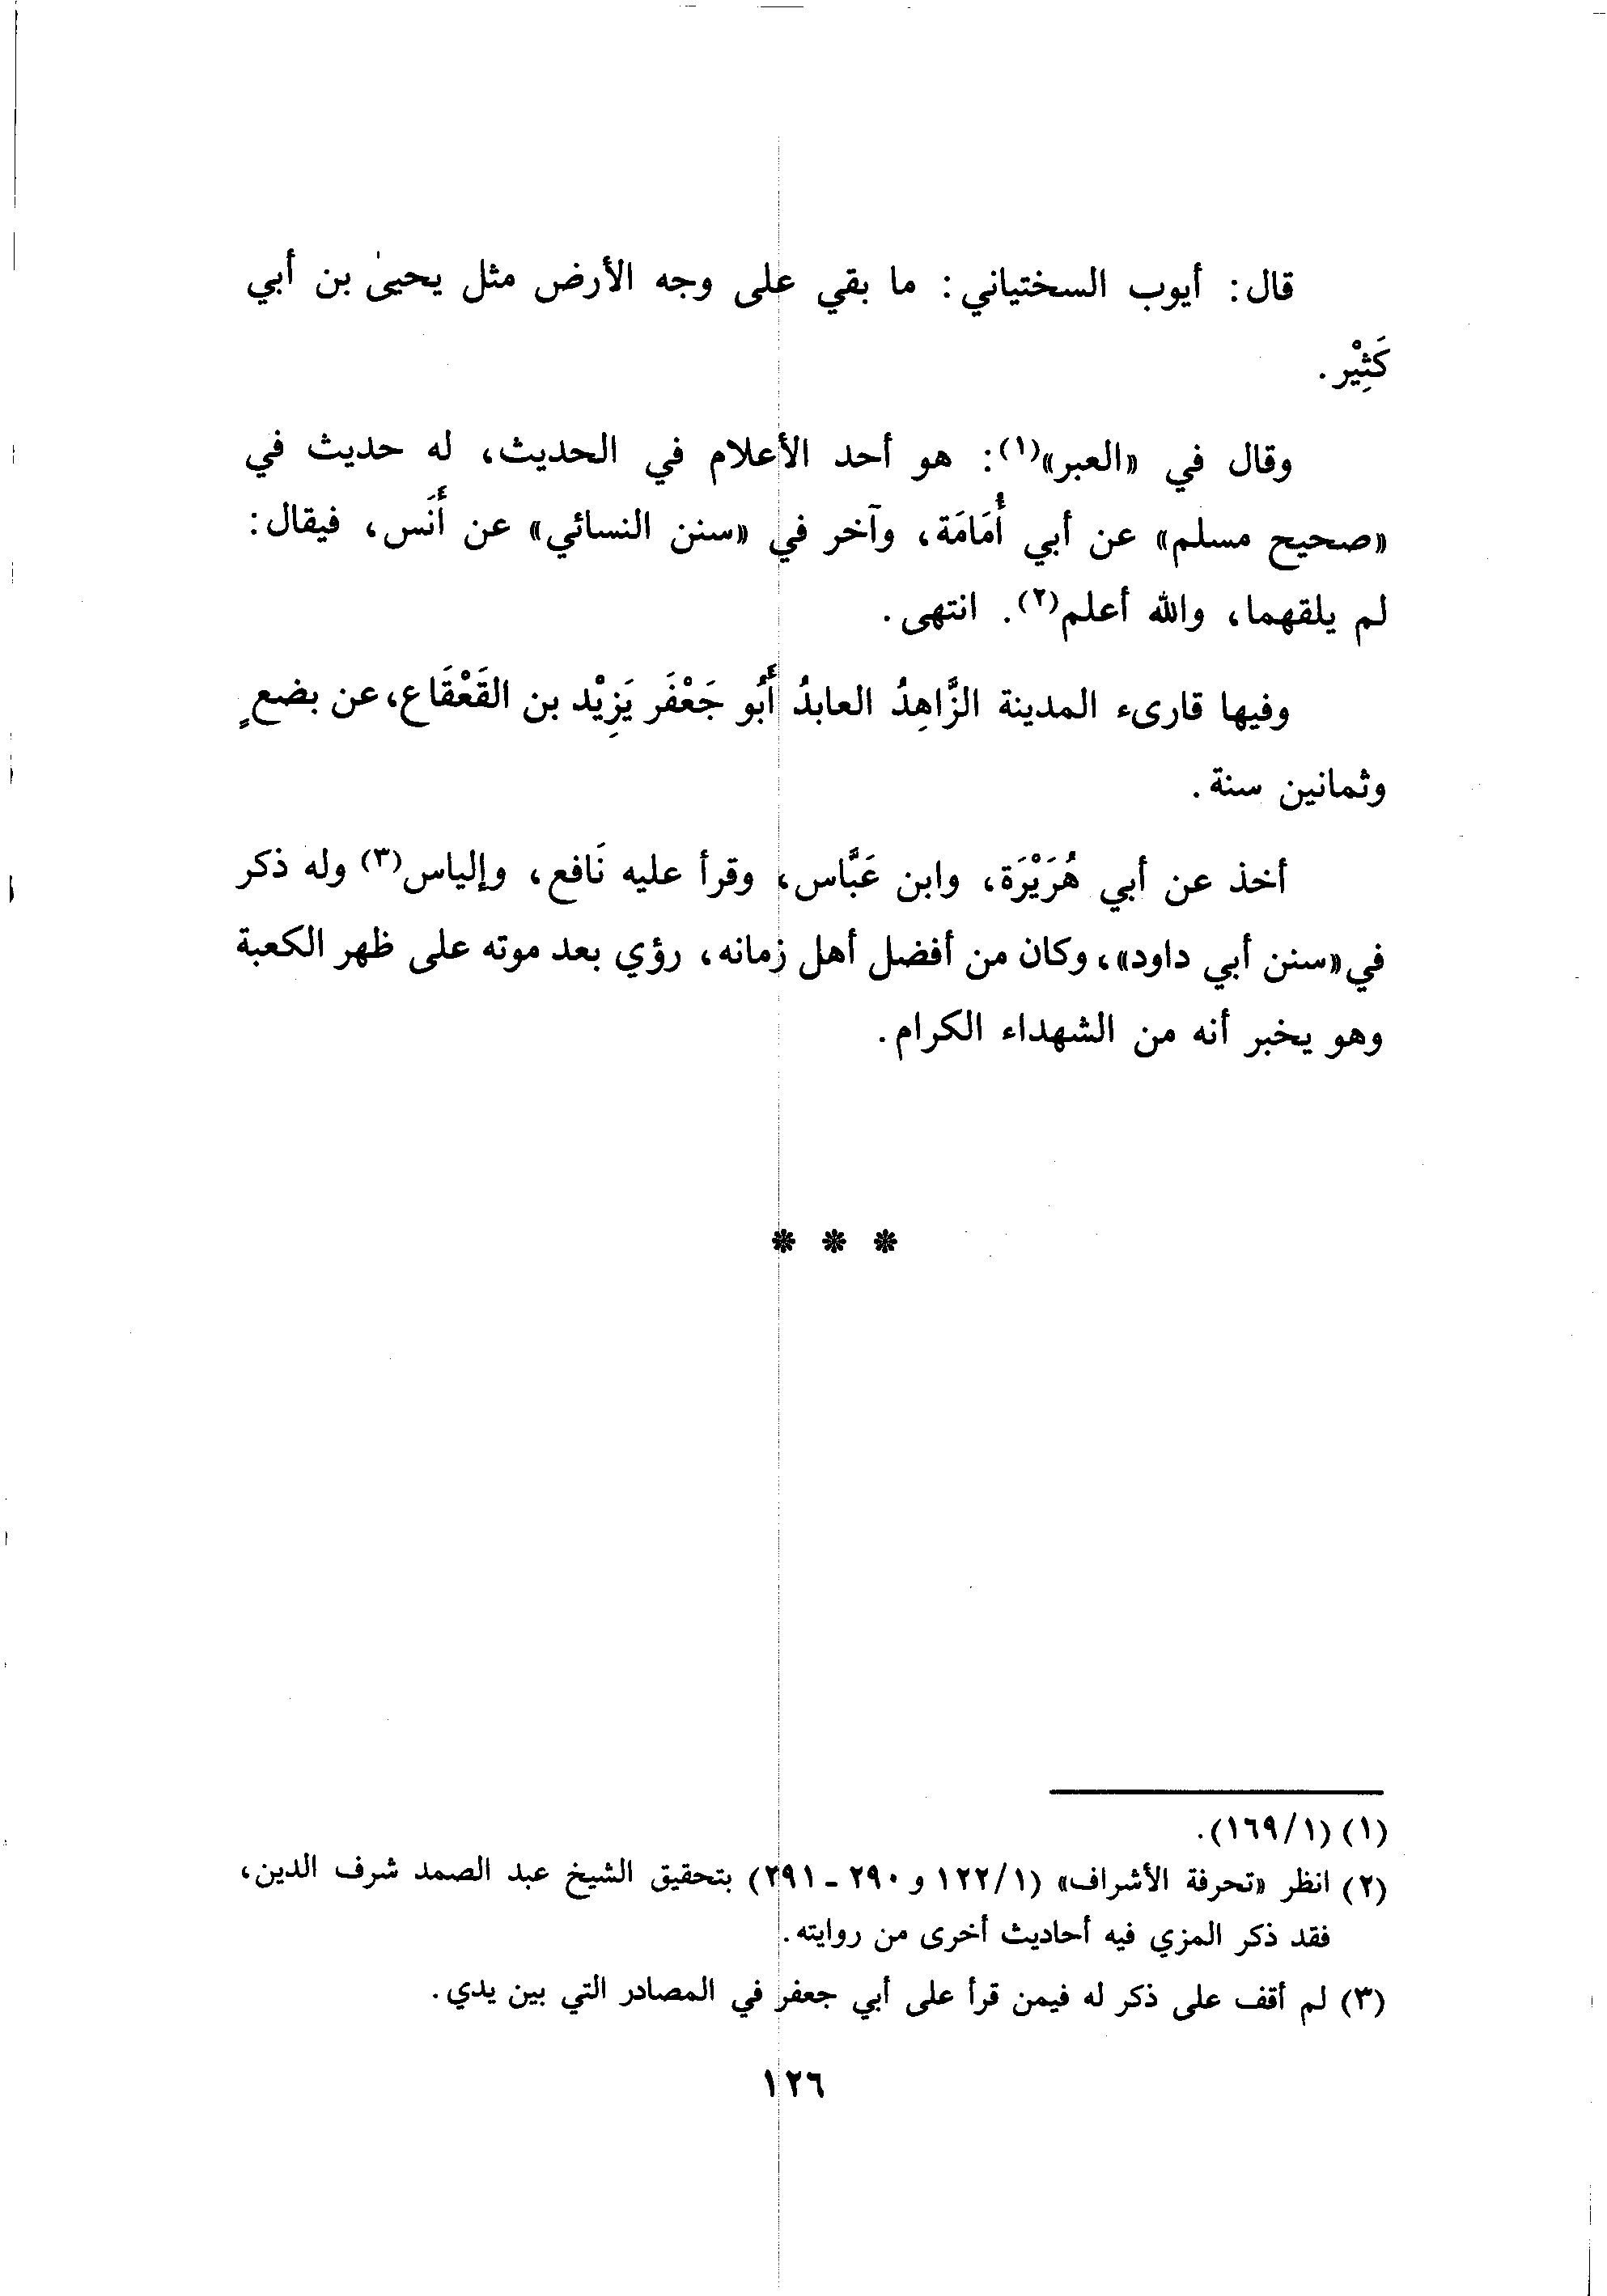 قال: أيوب السختياني: ما بقي على وجه الأرض مثل يحيىٰ بن أبي
كَثِيْر.
وقال في «العبر»(١): هو أحد الأعلام في الحديث، له حديث في
«صحيح مسلم» عن أبي أُمَامَة، وآخر في «سنن النسائي» عن أَنَس، فيقال:
لم يلقهما، والله أعلم(٢). انتهى.
وفيها قارىء المدينة الزَّاهِدُ العابدُ أَبُو جَعْفَر يَزِيْد بن القَعْقَاع، عن بضعٍ
وثمانين سنة.
أخذ عن أبي هُرَيْرَة، وابن عَبَّاس، وقرأ عليه نَافع، وإلياس(٣) وله ذكر
في «سنن أبي داود»، وكان من أفضل أهل زمانه، رؤي بعد موته على ظهر الكعبة
وهو يخبر أنه من الشهداء الكرام.
* * *
(١) (١/١٦٩).
(٢) انظر «تحرفة الأشراف» (١/١٢٢ و ٢٩٠ - ٢٩١) بتحقيق الشيخ عبد الصمد شرف الدين،
فقد ذكر المزي فيه أحاديث أخرى من روايته.
(٣) لم أقف على ذكر له فيمن قرأ على أبي جعفر في المصادر التي بين يدي.
١٢٦